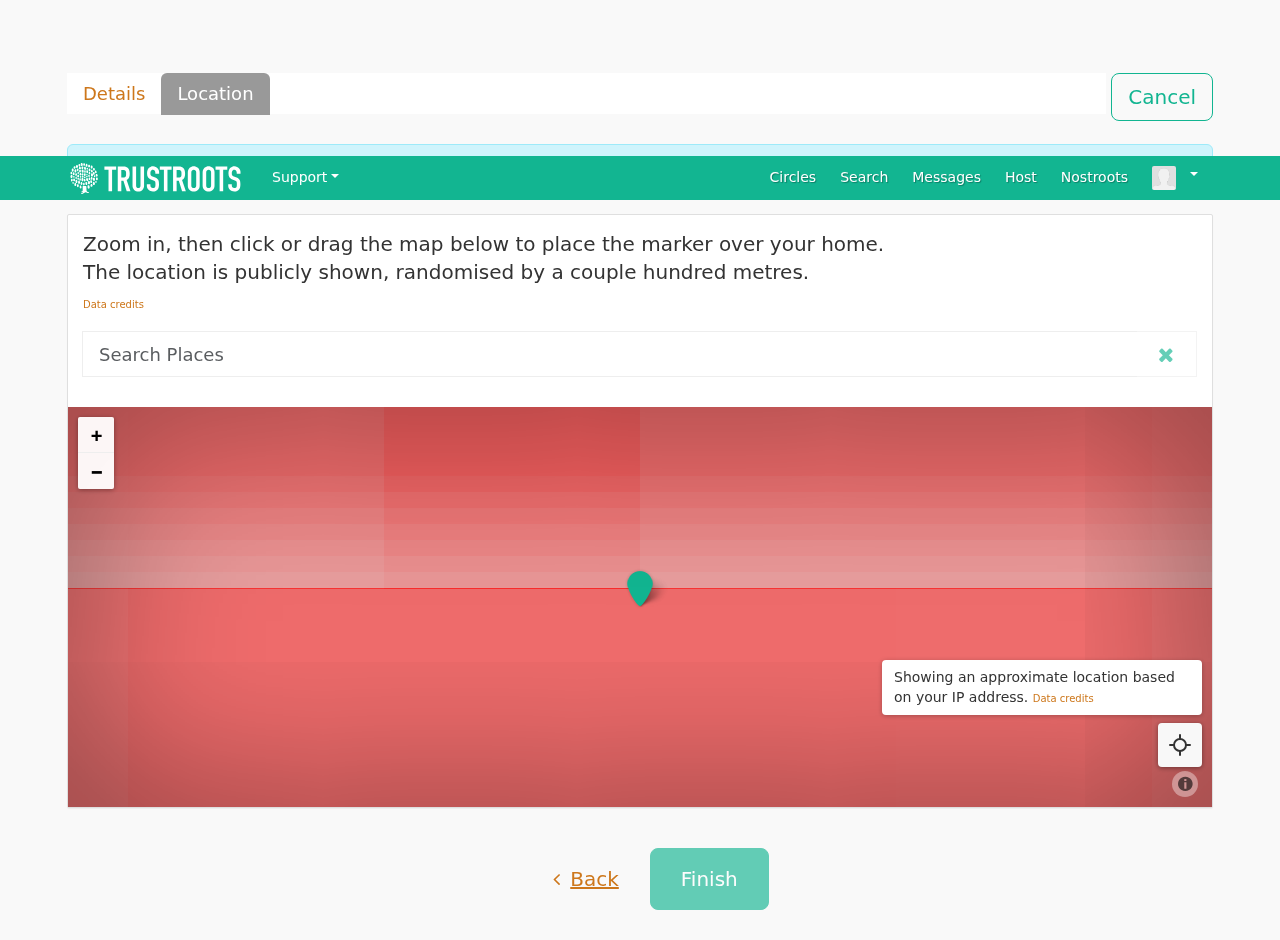 Details
Location
Cancel
TRUSTROOTS
Support
Circles
Search
Messages
Host
Nostroots
Zoom in, then click or drag the map below to place the marker over your home.
The location is publicly shown, randomised by a couple hundred metres.
Data credits
Search Places
+
−
Showing an approximate location based
on your IP address. Data credits
Back
Finish